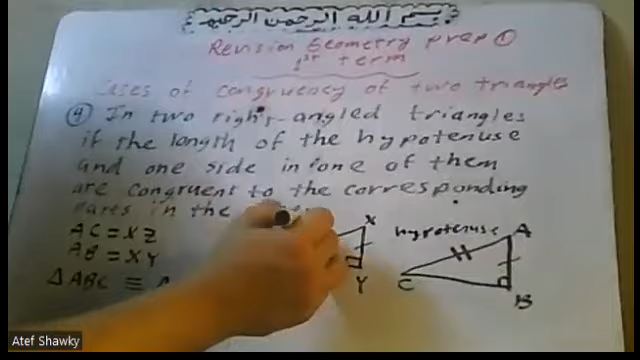 بسم الله الرحمن الرحيم
Revision Geometry prep ①
1st term
Cases of congruency of two triangles
④ In two right-angled triangles
if the length of the hypotenuse
and one side in one of them
are congruent to the corresponding
parts in the
AC = XZ
AB = XY
△ABC ≡
X
Y
hypotenuse
A
C
B
Atef Shawky